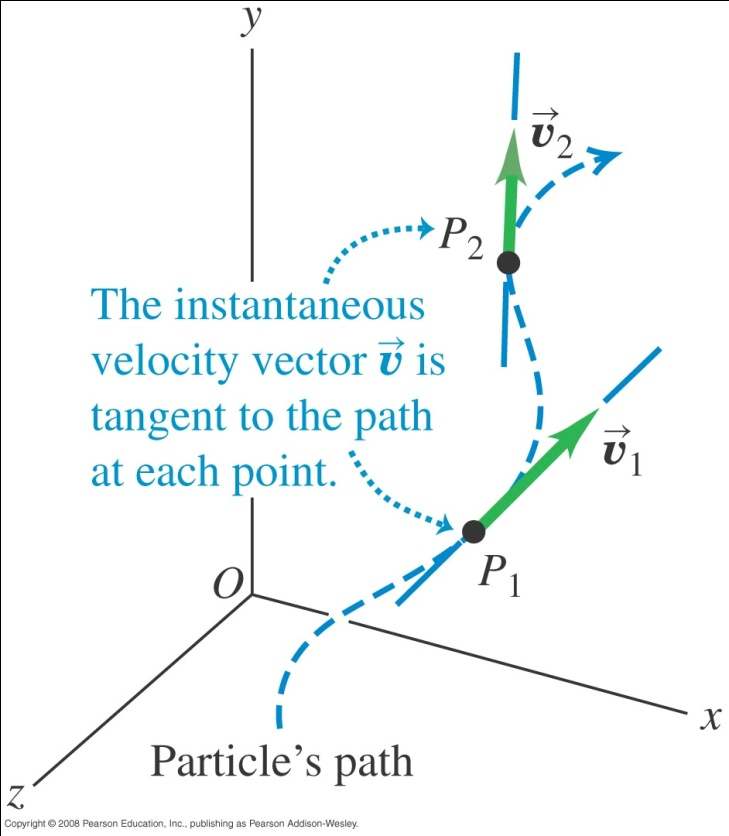 y
v⃗₂
P₂
The instantaneous
velocity vector v⃗ is
tangent to the path
at each point.
v⃗₁
P₁
O
x
Particle's path
z
Copyright © 2008 Pearson Education, Inc., publishing as Pearson Addison-Wesley.